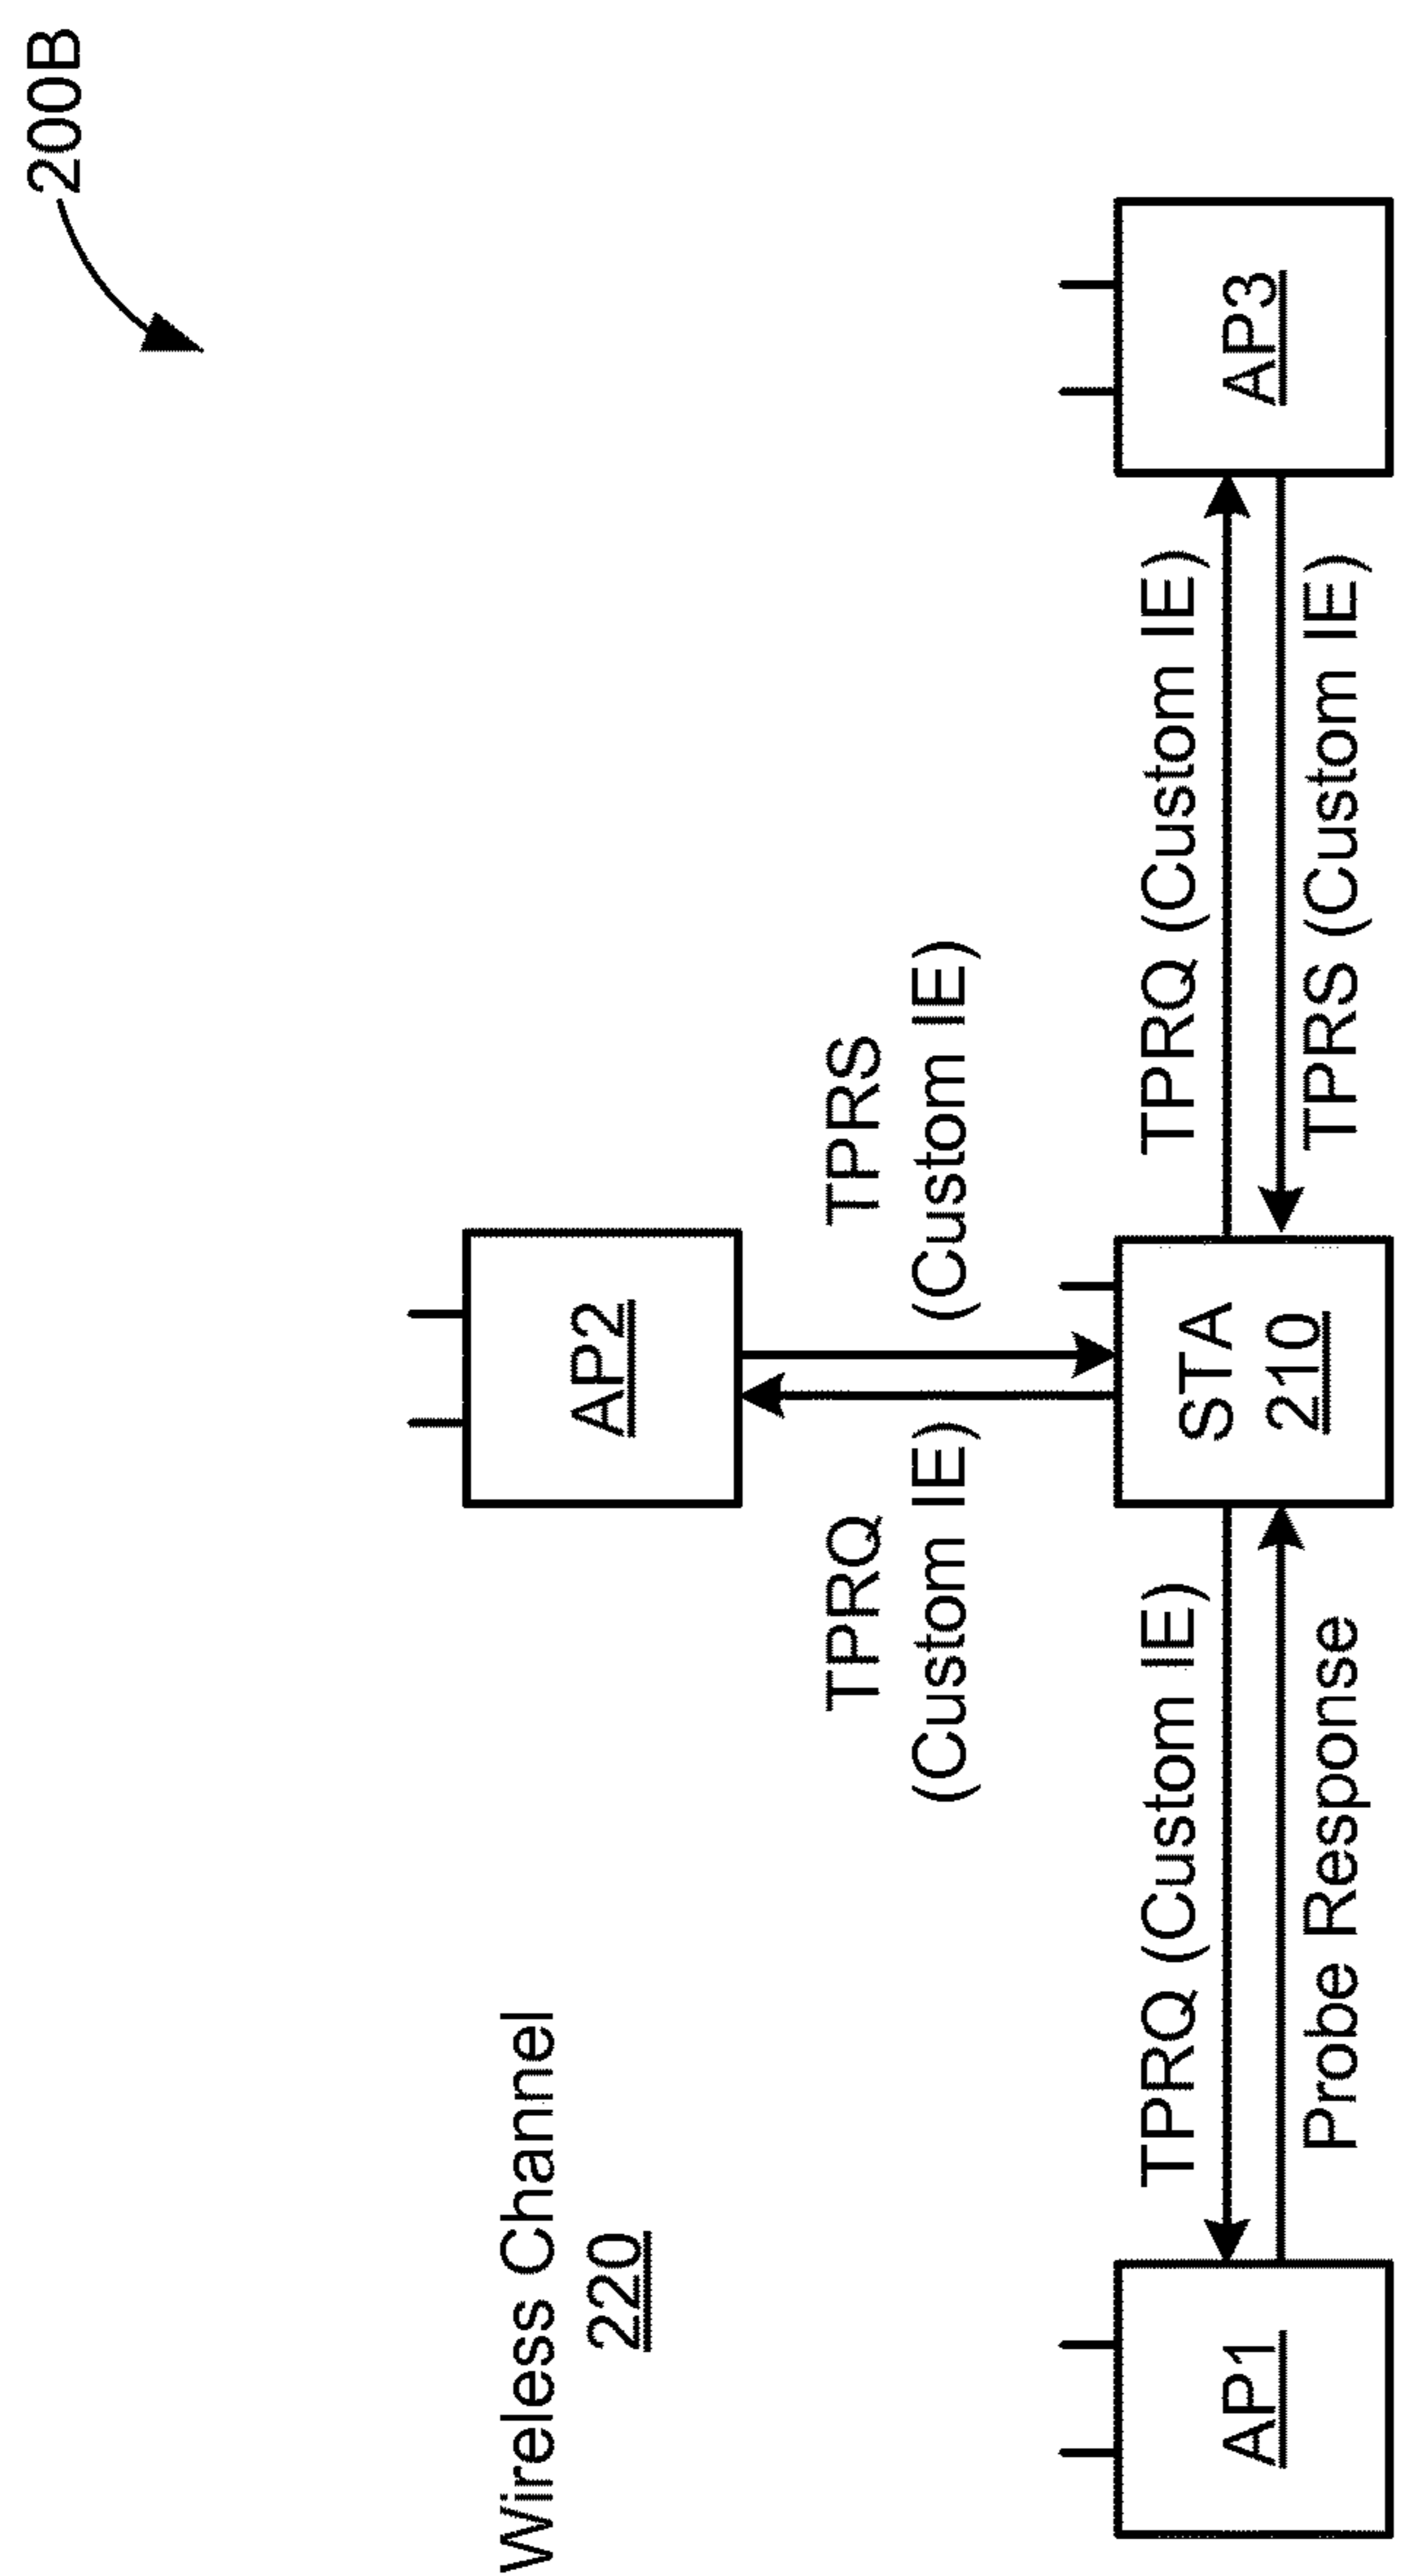 200B
Wireless Channel
220
AP2
TPRQ
(Custom IE)
TPRS
(Custom IE)
TPRQ (Custom IE)
TPRQ (Custom IE)
AP1
STA
210
AP3
Probe Response
TPRS (Custom IE)